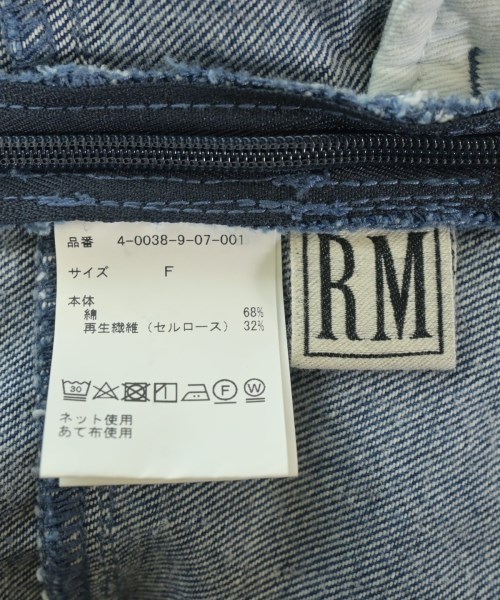 品番 4-0038-9-07-001
サイズ F
本体
綿 68%
再生繊維（セルロース） 32%
30 F W
ネット使用
あて布使用
RM